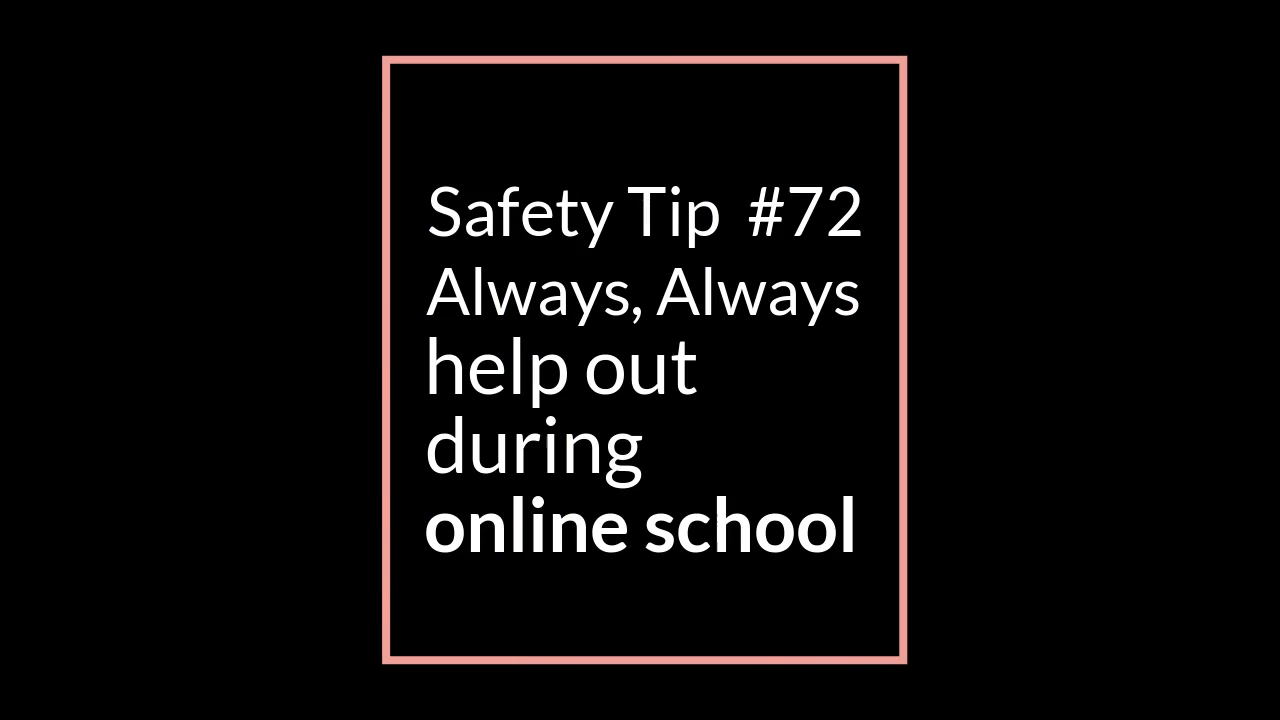 Safety Tip #72
Always, Always
help out
during
online school